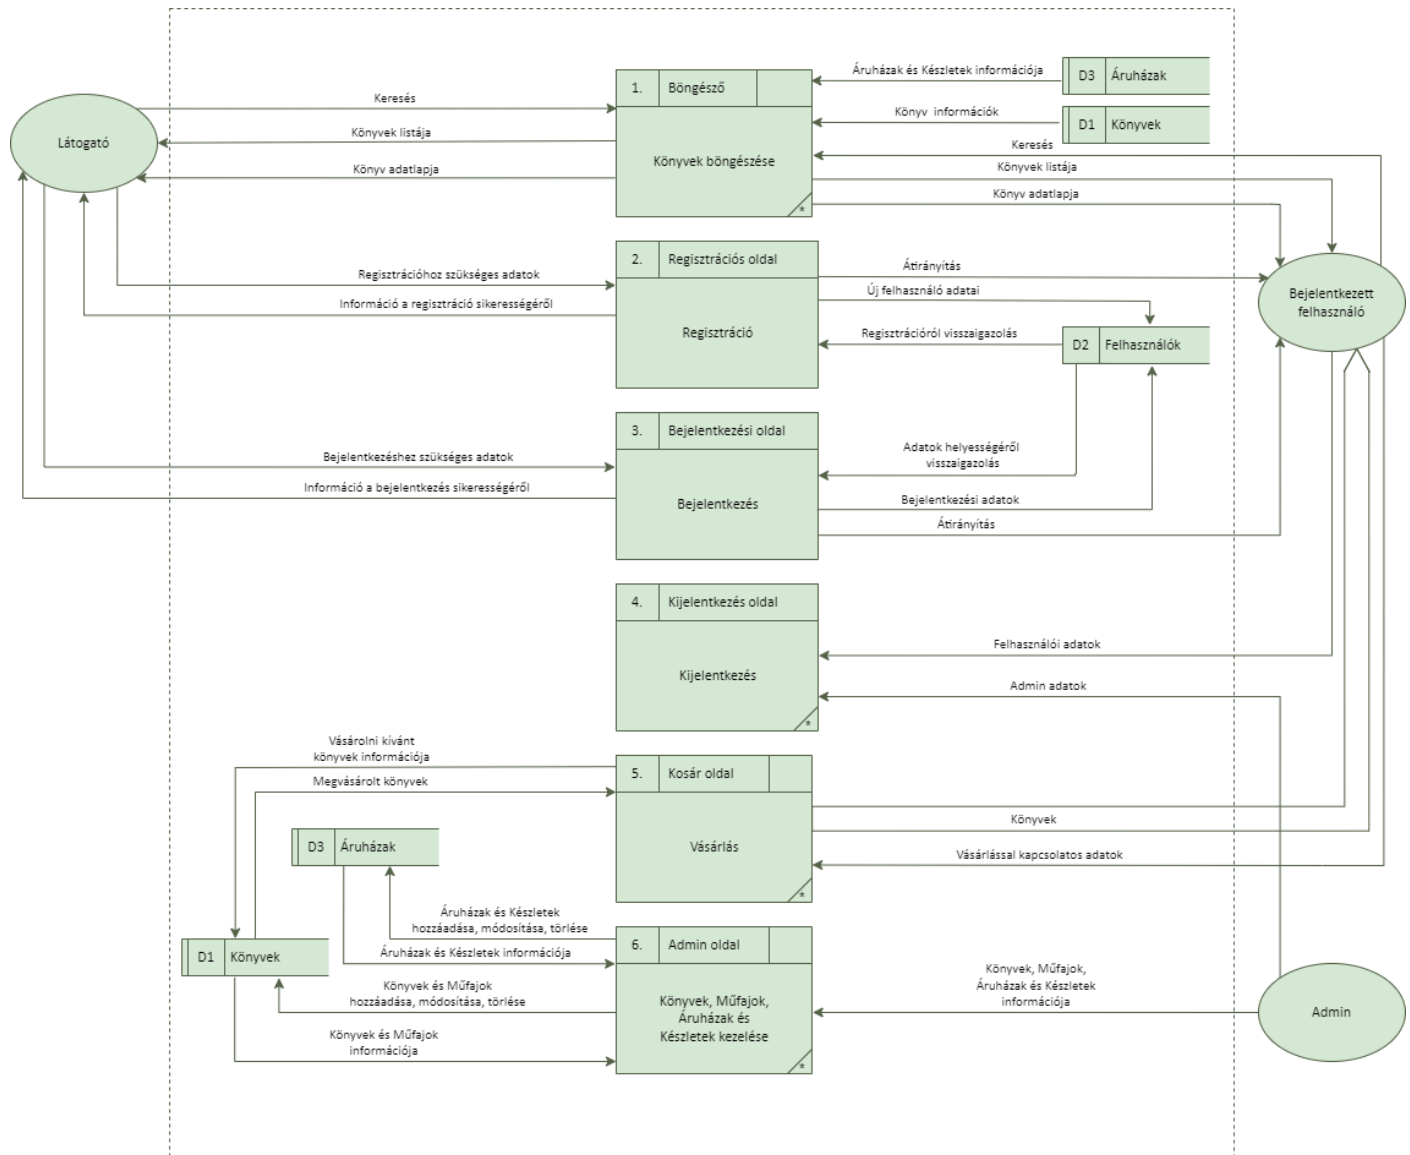 1.
Böngésző
Könyvek böngészése
*
Áruházak és Készletek információja
D3
Áruházak
Könyv információk
D1
Könyvek
Keresés
Könyvek listája
Könyv adatlapja
Keresés
Könyvek listája
Könyv adatlapja
Látogató
2.
Regisztrációs oldal
Regisztráció
Regisztrációhoz szükséges adatok
Információ a regisztráció sikerességéről
Átirányítás
Új felhasználó adatai
Regisztrációról visszaigazolás
D2
Felhasználók
Bejelentkezett
felhasználó
3.
Bejelentkezési oldal
Bejelentkezés
Bejelentkezéshez szükséges adatok
Információ a bejelentkezés sikerességéről
Adatok helyességéről
visszaigazolás
Bejelentkezési adatok
Átirányítás
4.
Kijelentkezés oldal
Kijelentkezés
*
Felhasználói adatok
Admin adatok
Vásárolni kívánt
könyvek információja
Megvásárolt könyvek
5.
Kosár oldal
Vásárlás
*
Könyvek
Vásárlással kapcsolatos adatok
D3
Áruházak
Áruházak és Készletek
hozzáadása, módosítása, törlése
Áruházak és Készletek információja
D1
Könyvek
Könyvek és Műfajok
hozzáadása, módosítása, törlése
Könyvek és Műfajok
információja
6.
Admin oldal
Könyvek, Műfajok,
Áruházak és
Készletek kezelése
*
Könyvek, Műfajok,
Áruházak és Készletek
információja
Admin